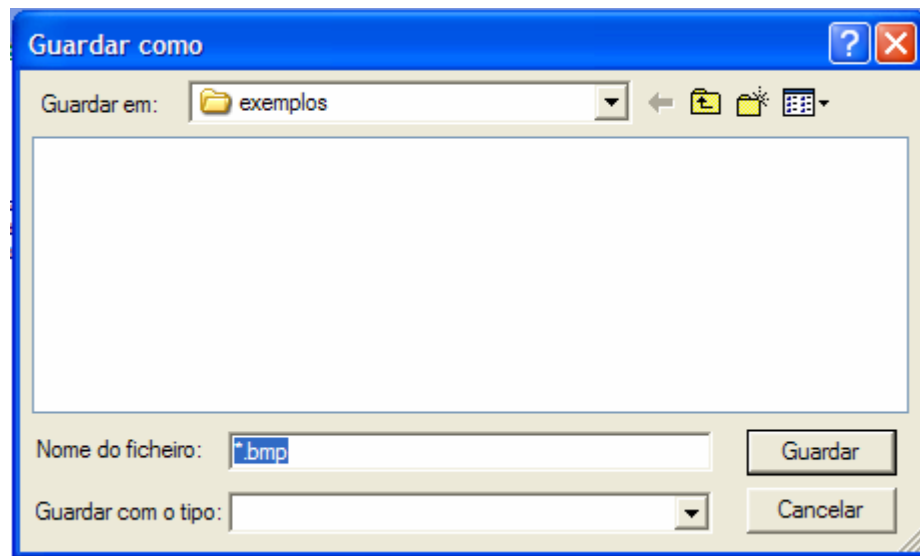 Guardar como
Guardar em: exemplos
Nome do ficheiro: *.bmp Guardar
Guardar com o tipo: Cancelar